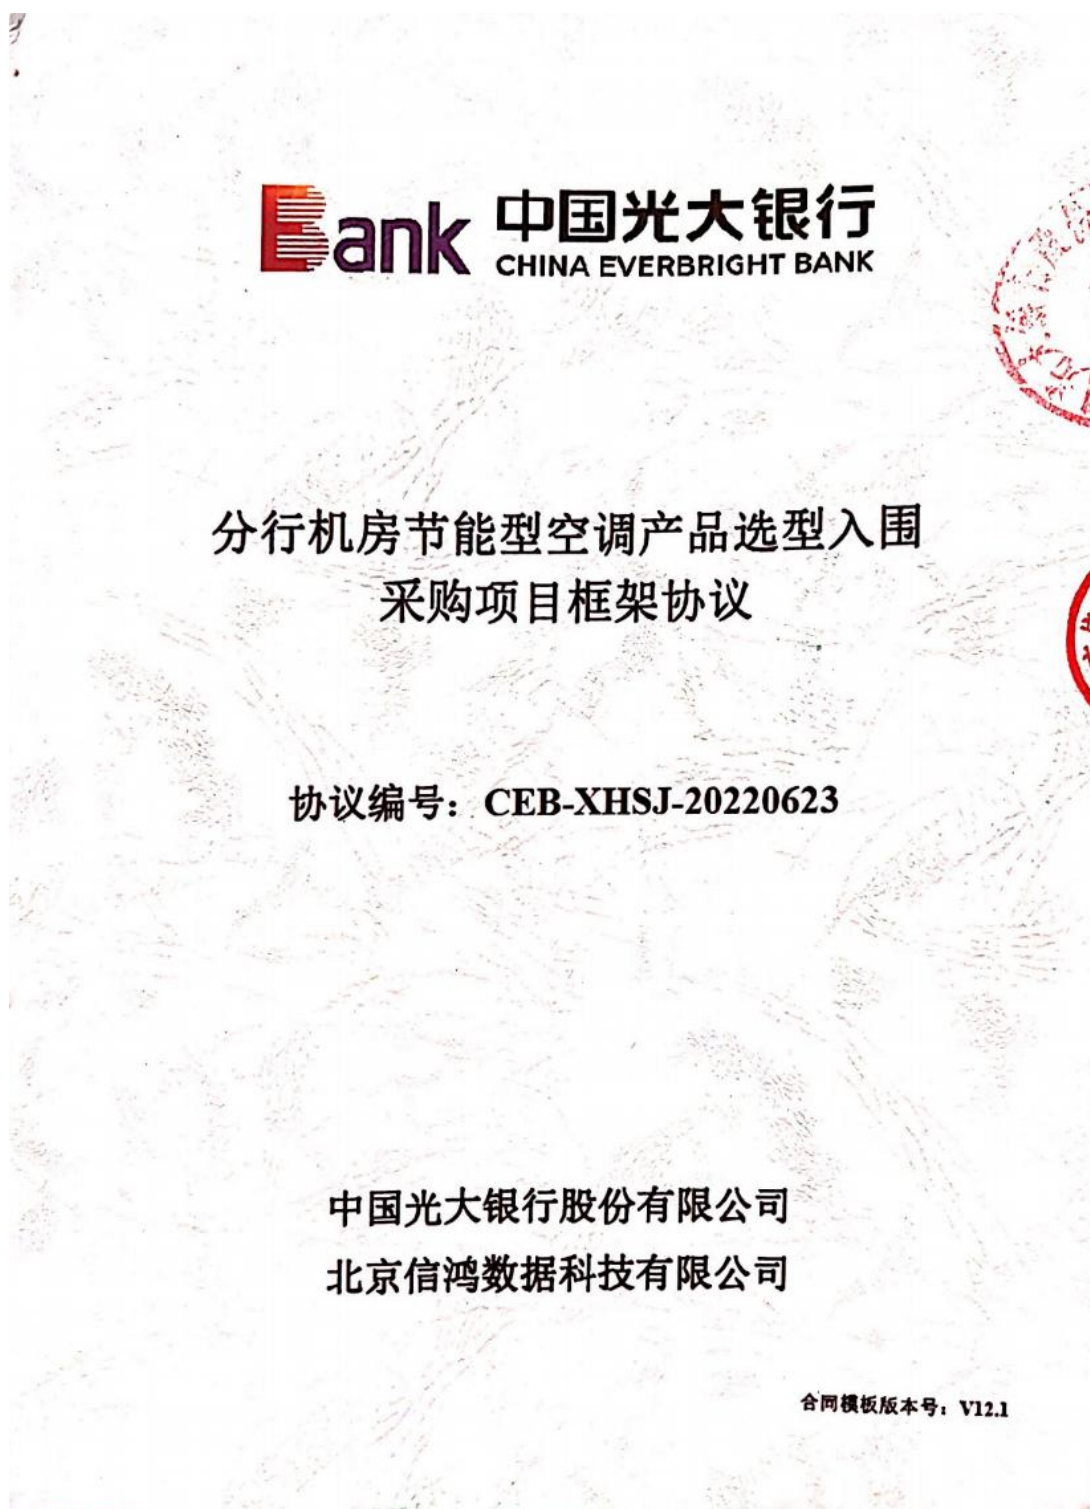 Bank 中国光大银行
CHINA EVERBRIGHT BANK
分行机房节能型空调产品选型入围
采购项目框架协议
协议编号：CEB-XHSJ-20220623
中国光大银行股份有限公司
北京信鸿数据科技有限公司
合同模板版本号：V12.1